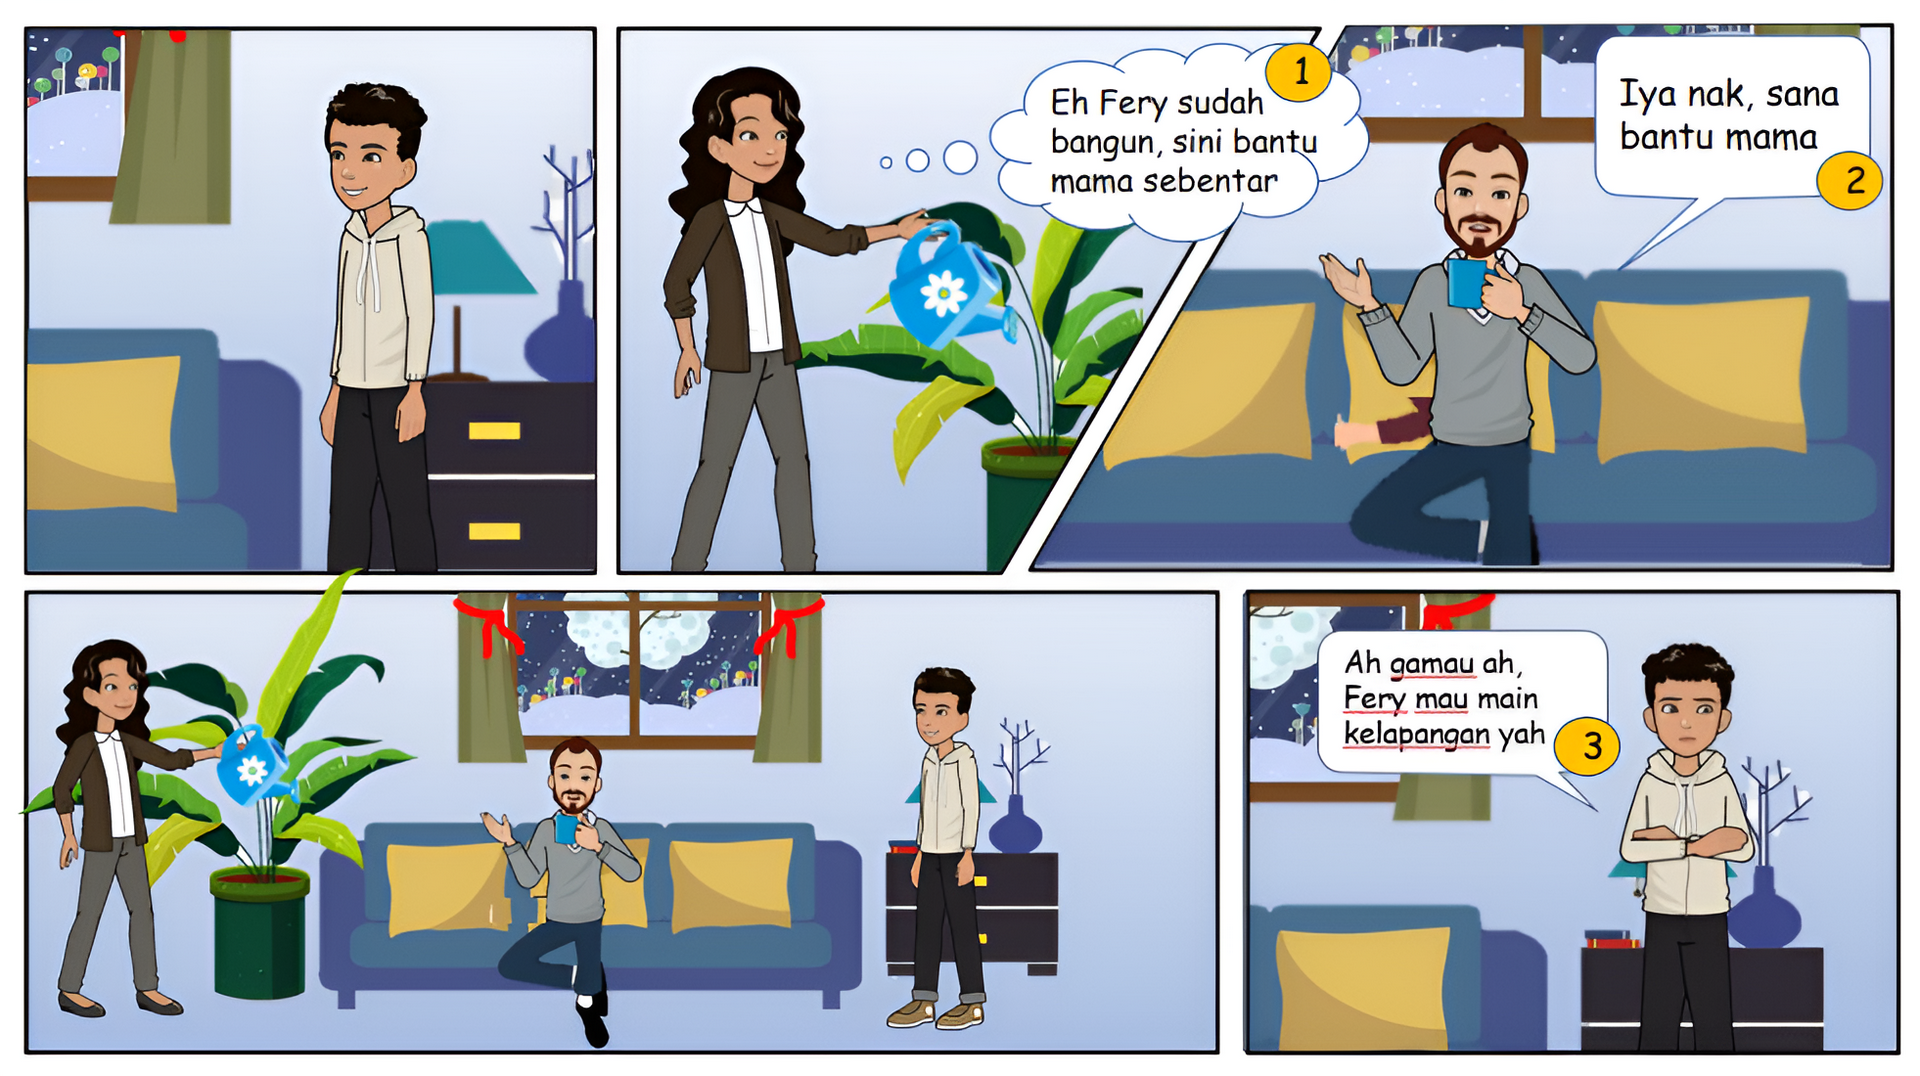 1
Eh Fery sudah
bangun, sini bantu
mama sebentar
Iya nak, sana
bantu mama
2
Ah gamau ah,
Fery mau main
kelapangan yah
3